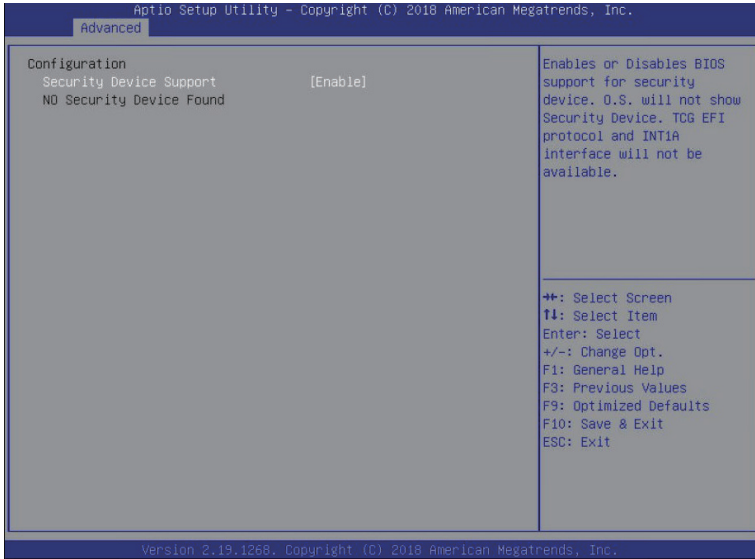 Aptio Setup Utility – Copyright (C) 2018 American Megatrends, Inc.
Advanced
Configuration
Security Device Support [Enable]
NO Security Device Found
Enables or Disables BIOS
support for security
device. O.S. will not show
Security Device. TCG EFI
protocol and INT1A
interface will not be
available.
→←: Select Screen
↑↓: Select Item
Enter: Select
+/-: Change Opt.
F1: General Help
F3: Previous Values
F9: Optimized Defaults
F10: Save & Exit
ESC: Exit
Version 2.19.1268. Copyright (C) 2018 American Megatrends, Inc.